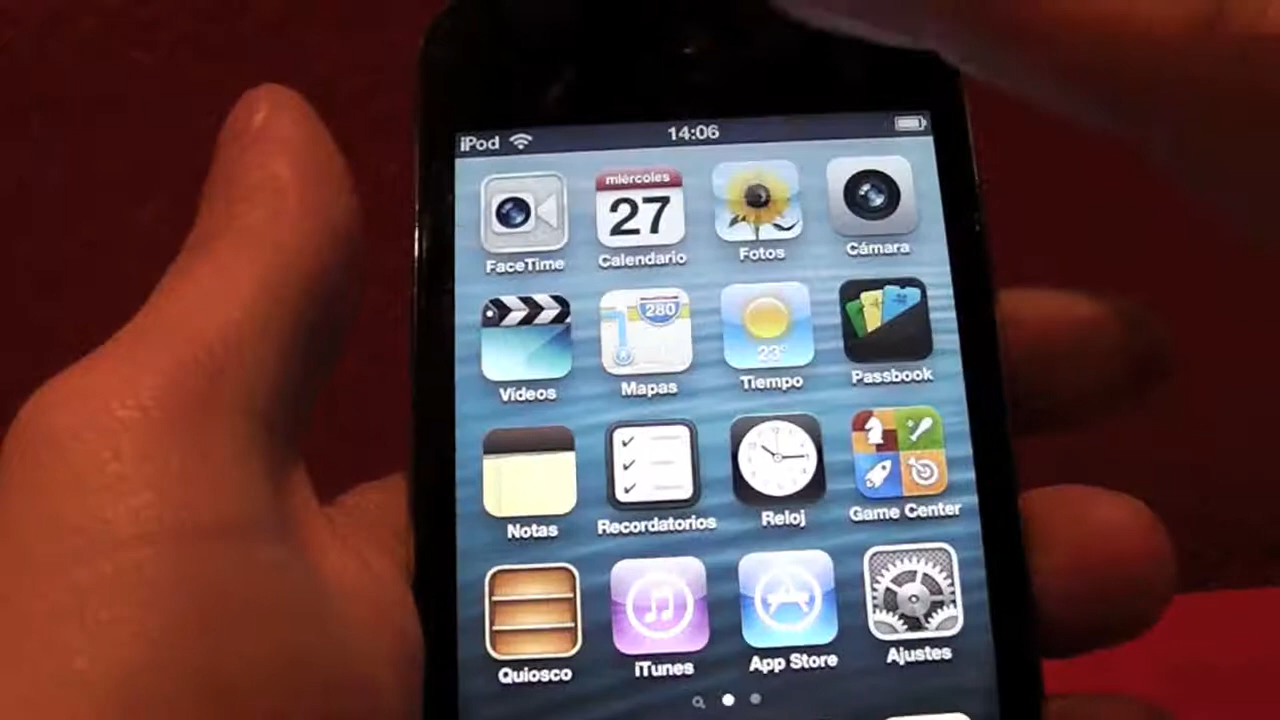 iPod 14:06
miércoles
27
FaceTime Calendario Fotos Cámara
280
23°
Vídeos Mapas Tiempo Passbook
Notas Recordatorios Reloj Game Center
Quiosco iTunes App Store Ajustes